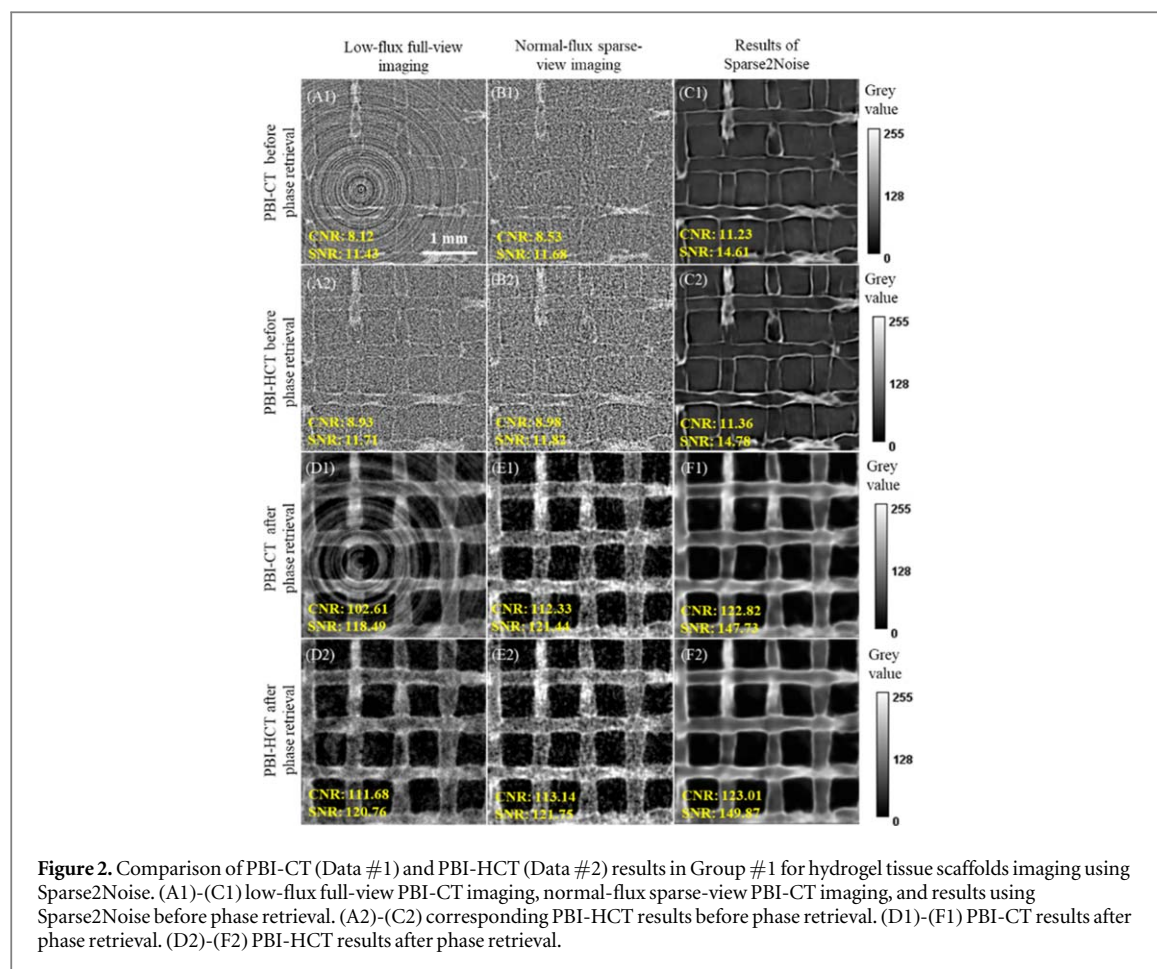 Low-flux full-view
imaging
Normal-flux sparse-
view imaging
Results of
Sparse2Noise
PBI-CT before
phase retrieval
(A1)
CNR: 8.12
SNR: 11.43
1 mm
(B1)
CNR: 8.53
SNR: 11.68
(C1)
CNR: 11.23
SNR: 14.61
Grey
value
255
128
0
PBI-HCT before
phase retrieval
(A2)
CNR: 8.93
SNR: 11.71
(B2)
CNR: 8.98
SNR: 11.82
(C2)
CNR: 11.36
SNR: 14.78
255
128
0
PBI-CT after
phase retrieval
(D1)
CNR: 102.61
SNR: 118.49
(E1)
CNR: 112.33
SNR: 121.44
(F1)
CNR: 122.82
SNR: 147.73
Grey
value
255
128
0
PBI-HCT after
phase retrieval
(D2)
CNR: 111.68
SNR: 120.76
(E2)
CNR: 113.14
SNR: 121.75
(F2)
CNR: 123.01
SNR: 149.87
Grey
value
255
128
0
Figure 2. Comparison of PBI-CT (Data #1) and PBI-HCT (Data #2) results in Group #1 for hydrogel tissue scaffolds imaging using
Sparse2Noise. (A1)-(C1) low-flux full-view PBI-CT imaging, normal-flux sparse-view PBI-CT imaging, and results using
Sparse2Noise before phase retrieval. (A2)-(C2) corresponding PBI-HCT results before phase retrieval. (D1)-(F1) PBI-CT results after
phase retrieval. (D2)-(F2) PBI-HCT results after phase retrieval.